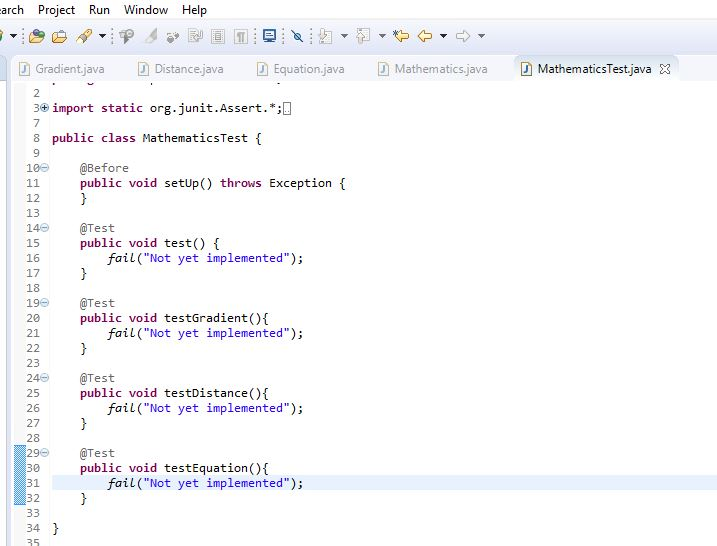 earch Project Run Window Help
Gradient.java Distance.java Equation.java Mathematics.java MathematicsTest.java
2
3 import static org.junit.Assert.*;
7
8 public class MathematicsTest {
9
10 @Before
11 public void setUp() throws Exception {
12 }
13
14 @Test
15 public void test() {
16 fail("Not yet implemented");
17 }
18
19 @Test
20 public void testGradient(){
21 fail("Not yet implemented");
22 }
23
24 @Test
25 public void testDistance(){
26 fail("Not yet implemented");
27 }
28
29 @Test
30 public void testEquation(){
31 fail("Not yet implemented");
32 }
33
34 }
35